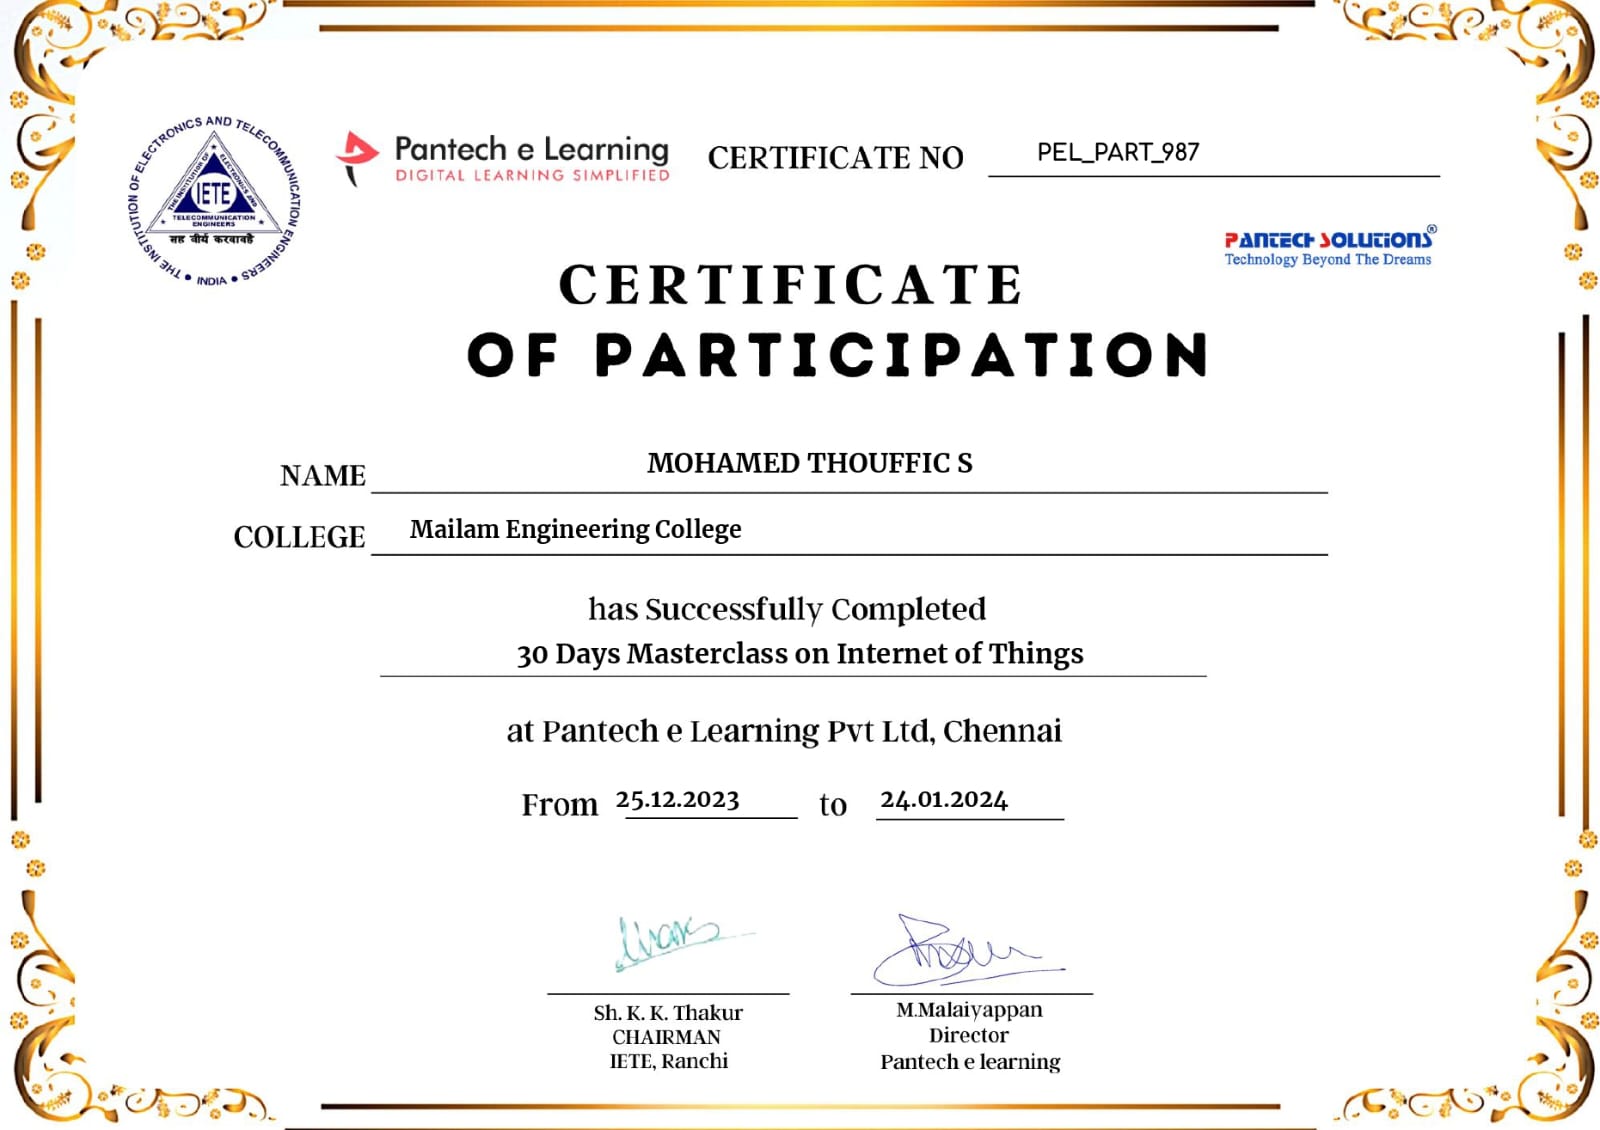 THE INSTITUTION OF ELECTRONICS AND TELECOMMUNICATION ENGINEERS • INDIA •
THE INSTITUTION OF ELECTRONICS AND
IETE
TELECOMMUNICATION
ENGINEERS
सह वीर्यं करवावहै
Pantech e Learning
DIGITAL LEARNING SIMPLIFIED
CERTIFICATE NO PEL_PART_987
PANTECH SOLUTIONS®
Technology Beyond The Dreams
CERTIFICATE
OF PARTICIPATION
NAME MOHAMED THOUFFIC S
COLLEGE Mailam Engineering College
has Successfully Completed
30 Days Masterclass on Internet of Things
at Pantech e Learning Pvt Ltd, Chennai
From 25.12.2023 to 24.01.2024
Sh. K. K. Thakur
CHAIRMAN
IETE, Ranchi
M.Malaiyappan
Director
Pantech e learning